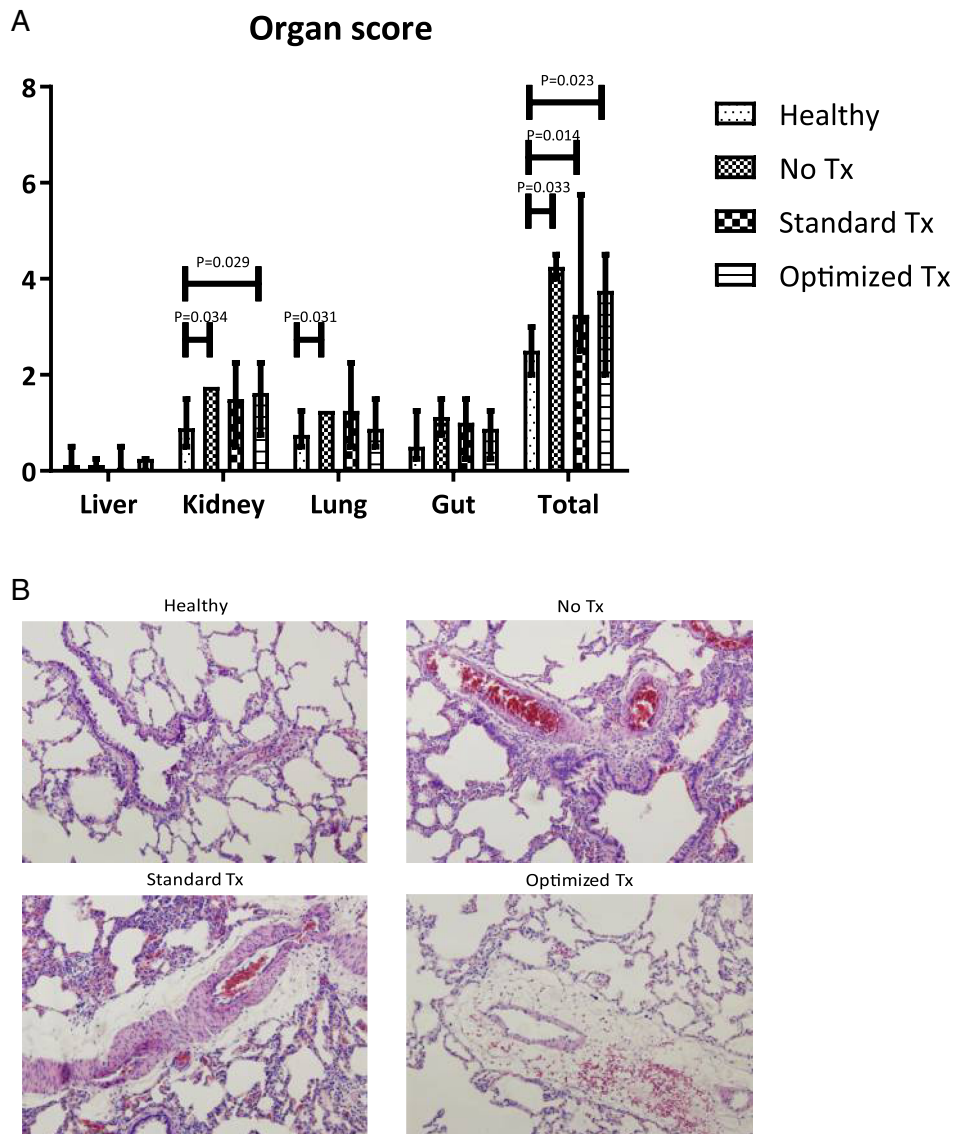 A
Organ score
8
6
4
2
0
P=0.034
P=0.029
P=0.031
P=0.033
P=0.014
P=0.023
Liver
Kidney
Lung
Gut
Total
Healthy
No Tx
Standard Tx
Optimized Tx
B
Healthy
No Tx
Standard Tx
Optimized Tx